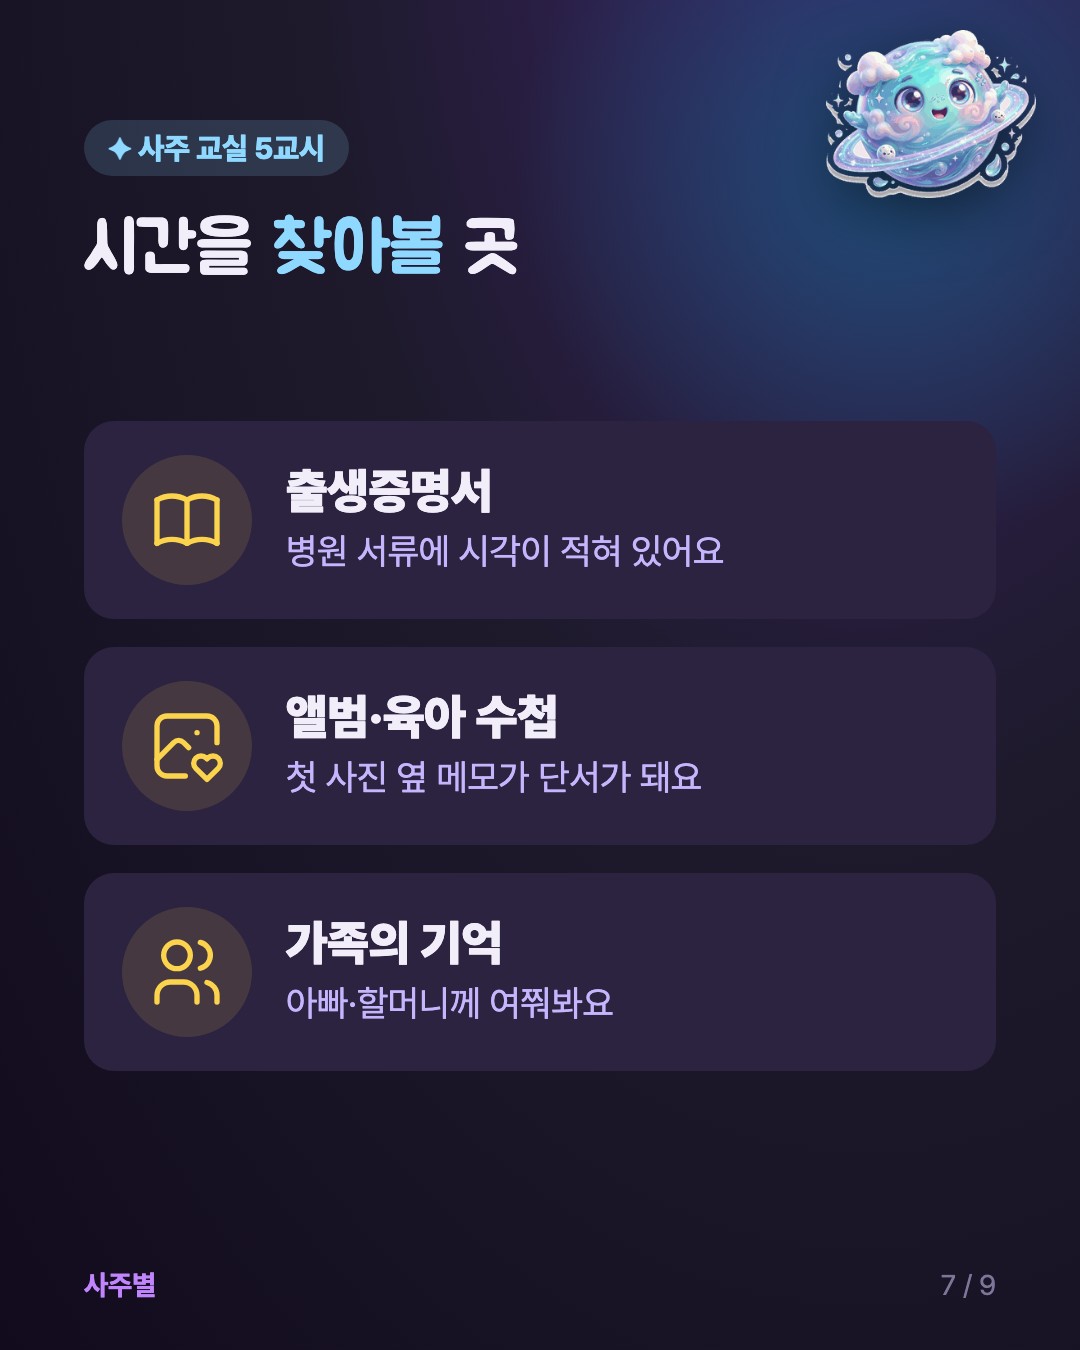 ✦ 사주 교실 5교시
시간을 찾아볼 곳
출생증명서
병원 서류에 시각이 적혀 있어요
앨범·육아 수첩
첫 사진 옆 메모가 단서가 돼요
가족의 기억
아빠·할머니께 여쭤봐요
사주별
7 / 9